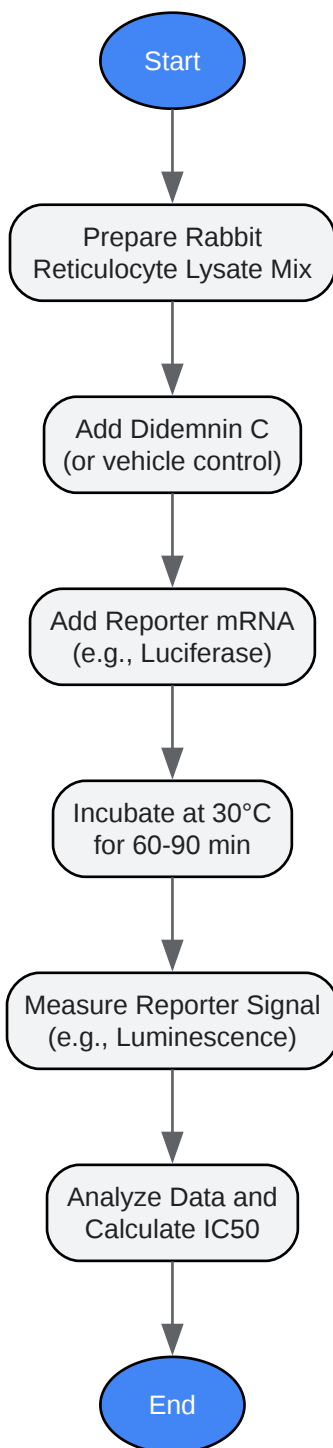 Start
Prepare Rabbit
Reticulocyte Lysate Mix
Add Didemnin C
(or vehicle control)
Add Reporter mRNA
(e.g., Luciferase)
Incubate at 30°C
for 60-90 min
Measure Reporter Signal
(e.g., Luminescence)
Analyze Data and
Calculate IC50
End